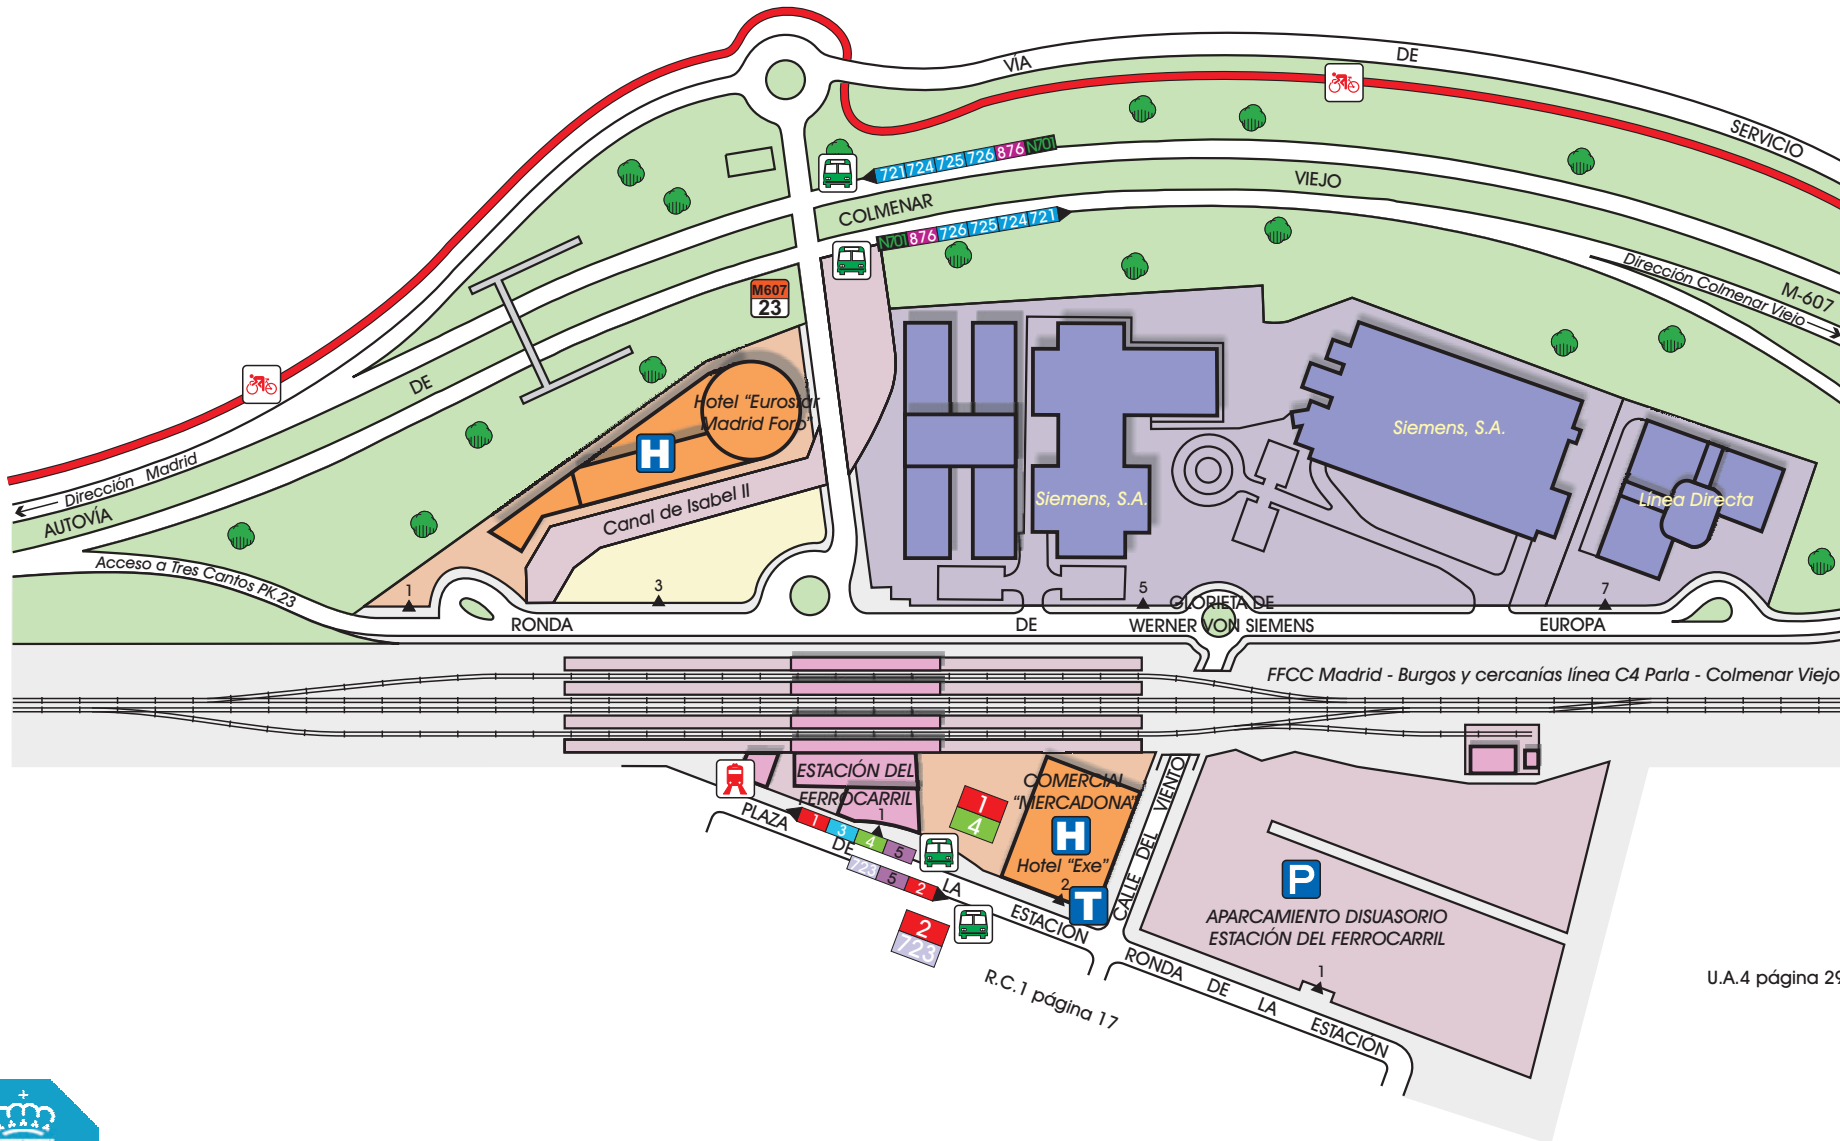 VÍA
DE
SERVICIO
721 724 725 726 876 N701
VIEJO
COLMENAR
N701 876 726 725 724 721
Dirección Colmenar Viejo
M-607
M607
23
DE
Hotel "Eurostar
Madrid Foro"
H
Siemens, S.A.
Siemens, S.A.
Línea Directa
Dirección Madrid
AUTOVÍA
Canal de Isabel II
Acceso a Tres Cantos PK.23
1
3
5
7
GLORIETA DE
WERNER VON SIEMENS
RONDA
DE
EUROPA
FFCC Madrid - Burgos y cercanías línea C4 Parla - Colmenar Viejo
ESTACIÓN DEL
FERROCARRIL
1
COMERCIAL
"MERCADONA"
H
Hotel "Exe"
2
T
1
4
PLAZA
DE
LA
ESTACIÓN
1 3 4 5
723 5 2
2
723
CALLE DEL VIENTO
P
APARCAMIENTO DISUASORIO
ESTACIÓN DEL FERROCARRIL
1
RONDA
DE
LA
ESTACIÓN
R.C.1 página 17
U.A.4 página 29